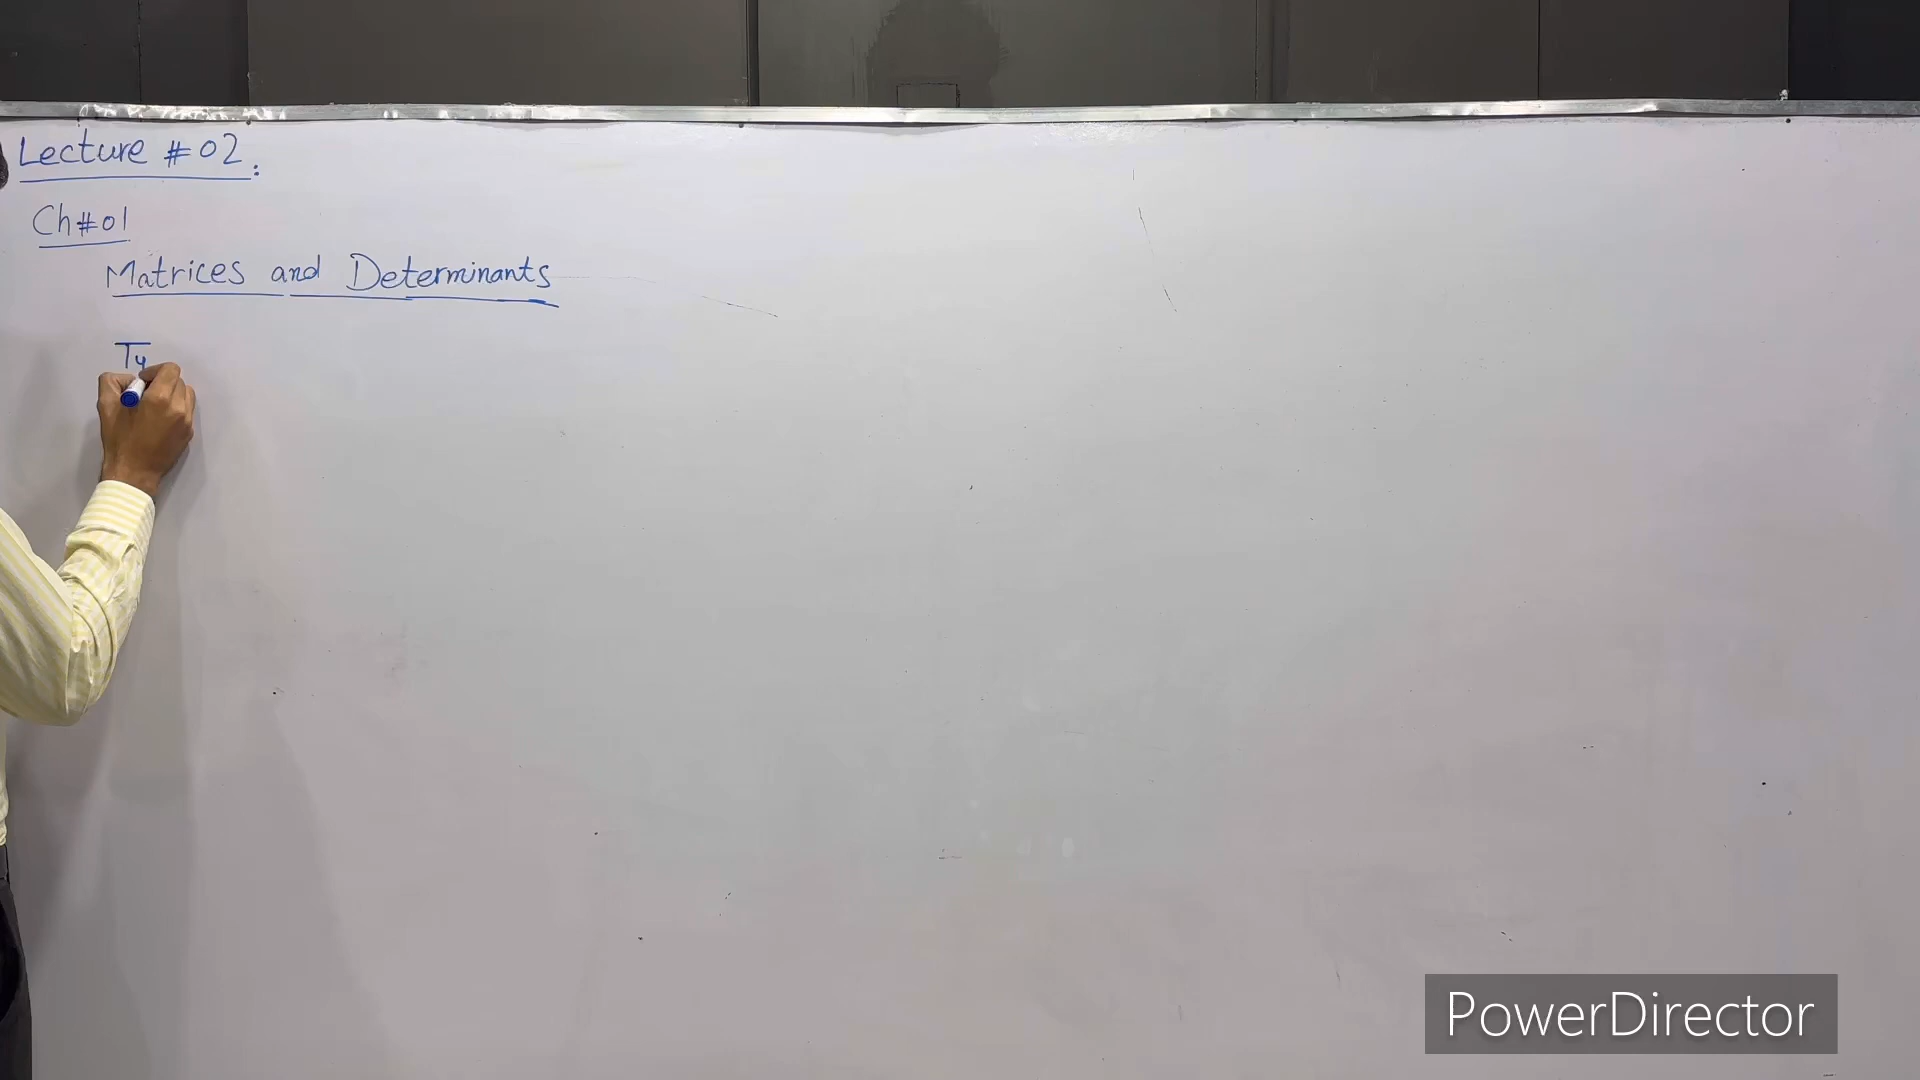 Lecture #02:
Ch#01
Matrices and Determinants
Ty
PowerDirector